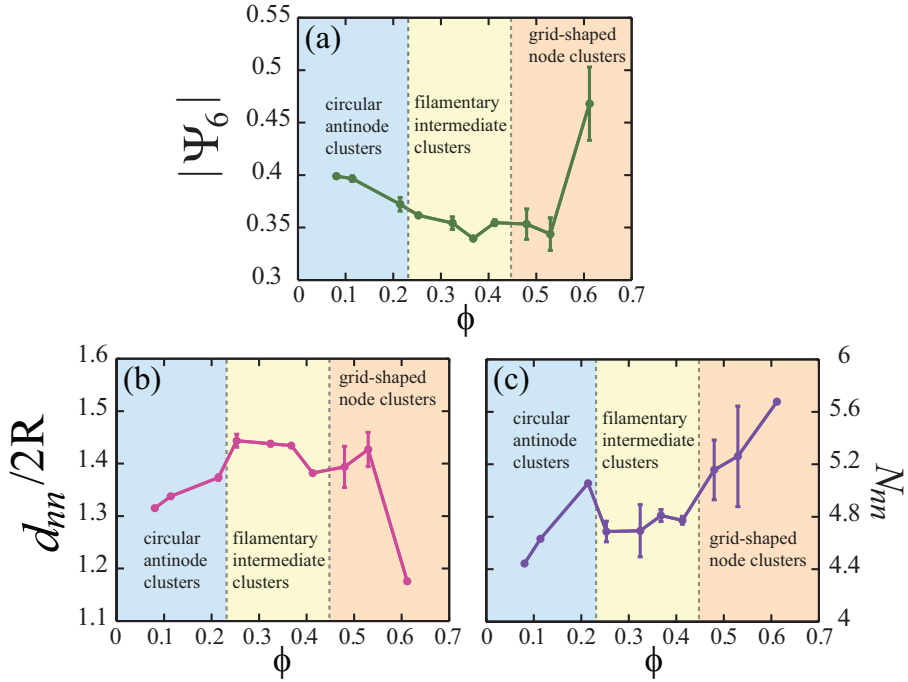 0.55
(a)
grid-shaped
node clusters
0.5
circular
antinode
clusters
filamentary
intermediate
clusters
0.45
|Ψ₆|
0.4
0.35
0.3
0 0.1 0.2 0.3 0.4 0.5 0.6 0.7
ϕ
1.6
(b)
grid-shaped
node clusters
1.5
1.4
d_nn/2R
1.3
circular
antinode
clusters
filamentary
intermediate
clusters
1.2
1.1
0 0.1 0.2 0.3 0.4 0.5 0.6 0.7
ϕ
6
(c)
circular
antinode
clusters
filamentary
intermediate
clusters
5.6
5.2
N_nn
4.8
grid-shaped
node clusters
4.4
4
0 0.1 0.2 0.3 0.4 0.5 0.6 0.7
ϕ